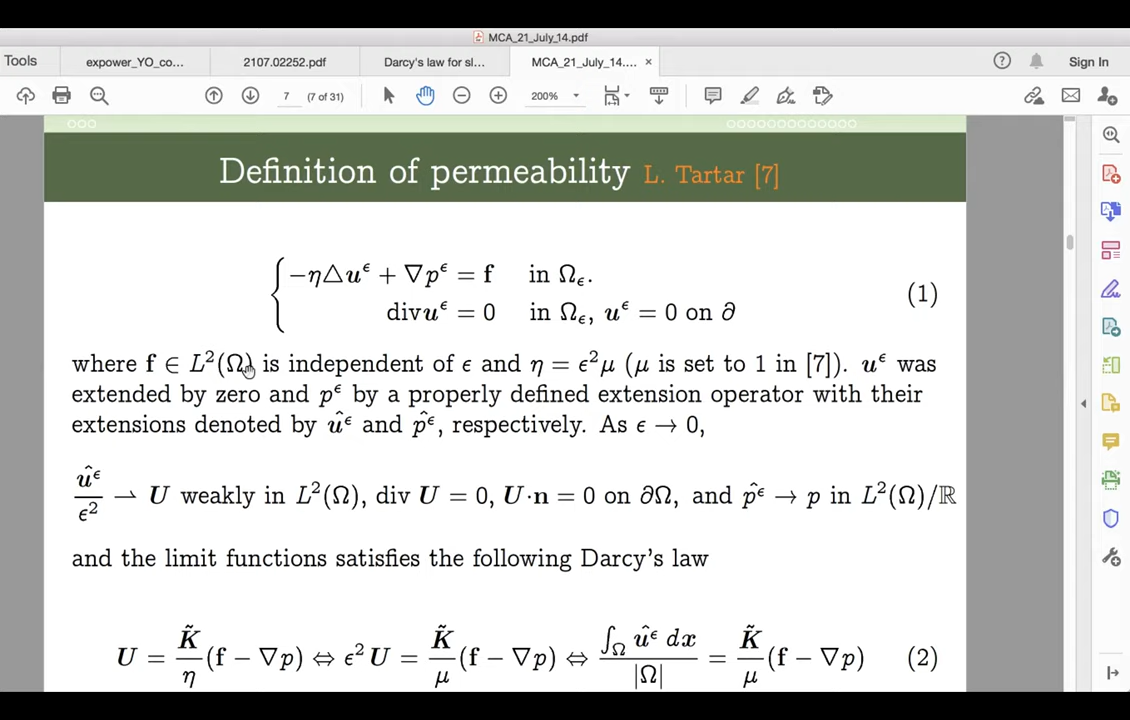 MCA_21_July_14.pdf
Tools expower_YO_co... 2107.02252.pdf Darcy's law for sl... MCA_21_July_14.... × Sign In
7 (7 of 31) 200%
Definition of permeability L. Tartar [7]
−η△u^ϵ + ∇p^ϵ = f in Ω_ϵ.
(1)
divu^ϵ = 0 in Ω_ϵ, u^ϵ = 0 on ∂
where f ∈ L²(Ω) is independent of ϵ and η = ϵ²μ (μ is set to 1 in [7]). u^ϵ was
extended by zero and p^ϵ by a properly defined extension operator with their
extensions denoted by û^ϵ and p̂^ϵ, respectively. As ϵ → 0,
û^ϵ/ϵ² ⇀ U weakly in L²(Ω), div U = 0, U·n = 0 on ∂Ω, and p̂^ϵ → p in L²(Ω)/ℝ
and the limit functions satisfies the following Darcy's law
U = K̃/η (f − ∇p) ⇔ ϵ²U = K̃/μ (f − ∇p) ⇔ ∫_Ω û^ϵ dx / |Ω| = K̃/μ (f − ∇p) (2)